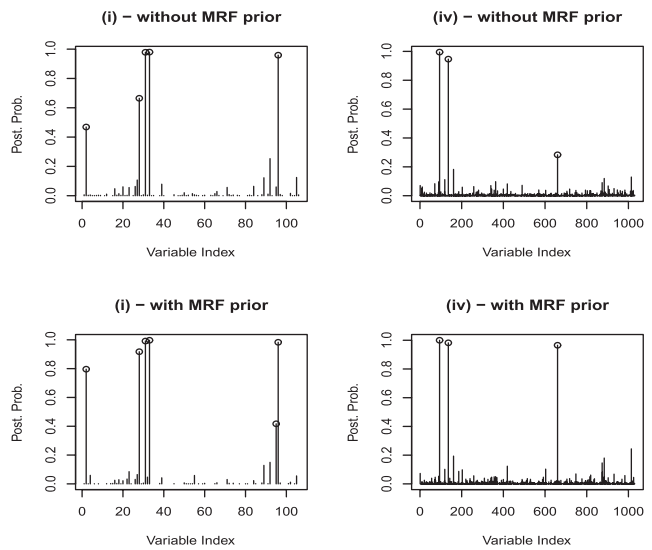 (i) − without MRF prior
Post. Prob.
0.0 0.2 0.4 0.6 0.8 1.0
0 20 40 60 80 100
Variable Index
(iv) − without MRF prior
Post. Prob.
0.0 0.2 0.4 0.6 0.8 1.0
0 200 400 600 800 1000
Variable Index
(i) − with MRF prior
Post. Prob.
0.0 0.2 0.4 0.6 0.8 1.0
0 20 40 60 80 100
Variable Index
(iv) − with MRF prior
Post. Prob.
0.0 0.2 0.4 0.6 0.8 1.0
0 200 400 600 800 1000
Variable Index